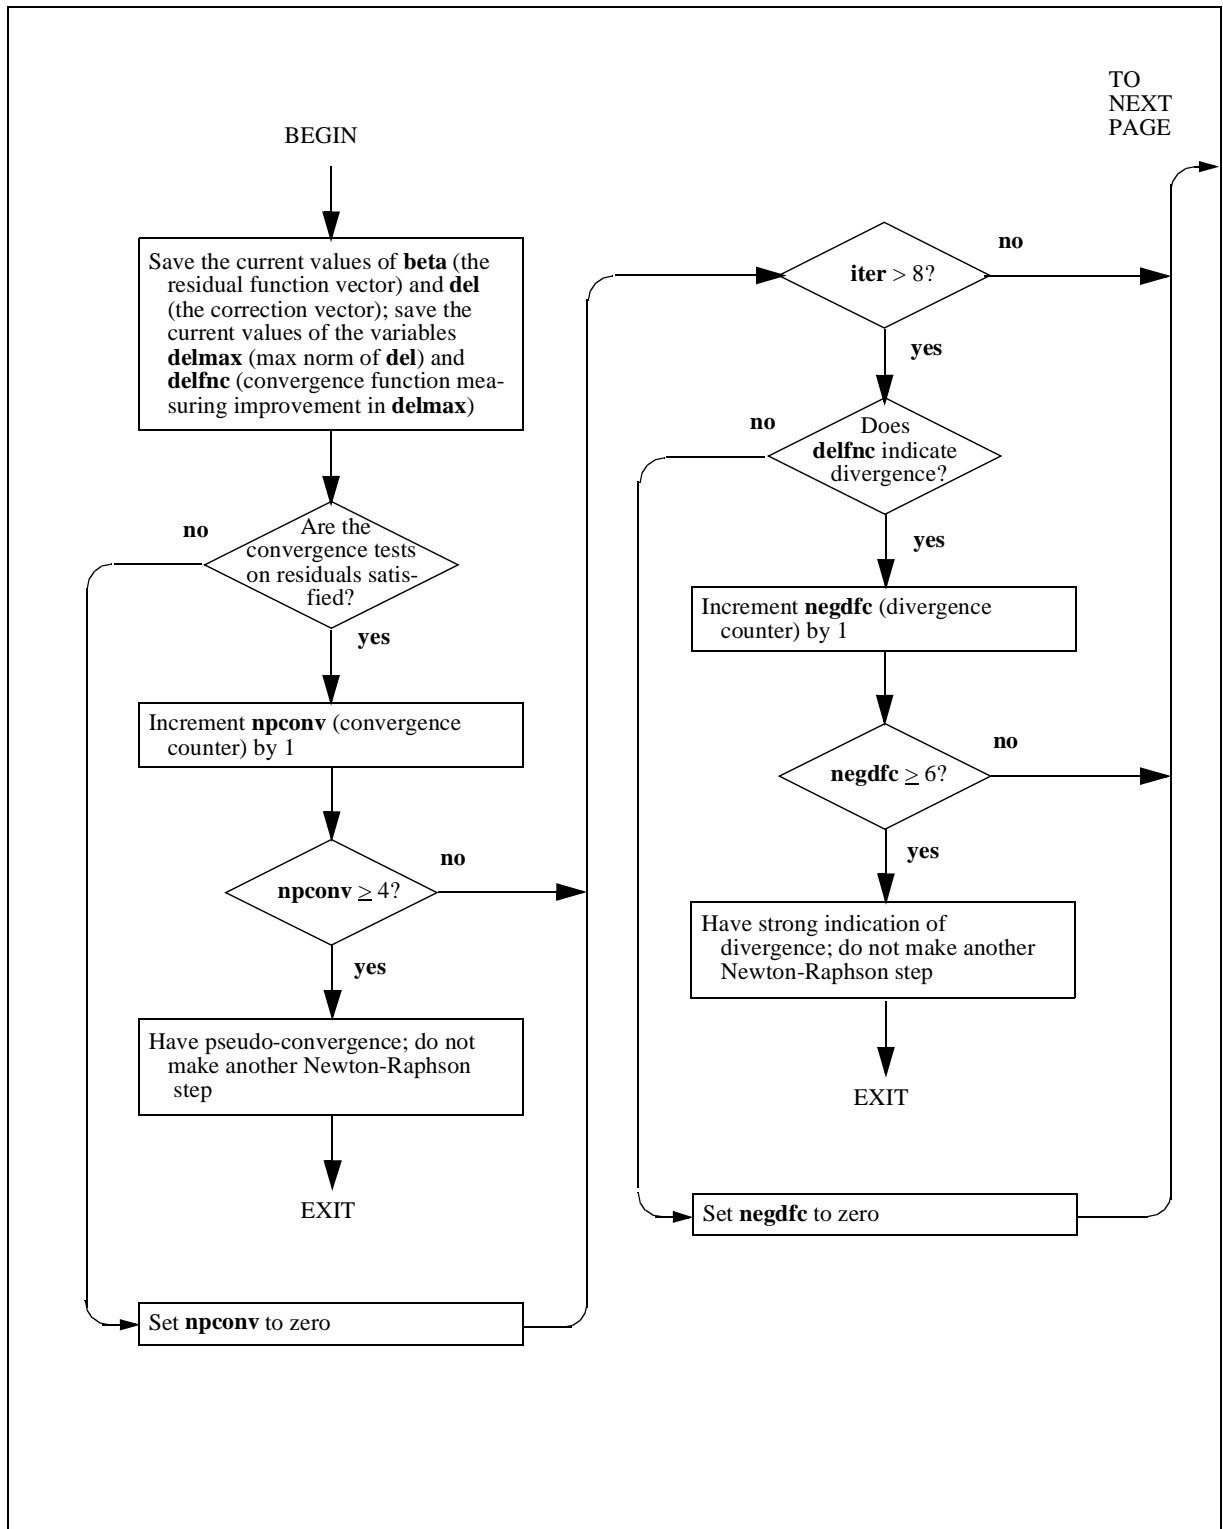 BEGIN
Save the current values of beta (the
residual function vector) and del
(the correction vector); save the
current values of the variables
delmax (max norm of del) and
delfnc (convergence function mea-
suring improvement in delmax)
no
Are the
convergence tests
on residuals satis-
fied?
yes
Increment npconv (convergence
counter) by 1
no
npconv ≥ 4?
yes
Have pseudo-convergence; do not
make another Newton-Raphson
step
EXIT
Set npconv to zero
TO
NEXT
PAGE
no
iter > 8?
yes
no
Does
delfnc indicate
divergence?
yes
Increment negdfc (divergence
counter) by 1
no
negdfc ≥ 6?
yes
Have strong indication of
divergence; do not make another
Newton-Raphson step
EXIT
Set negdfc to zero